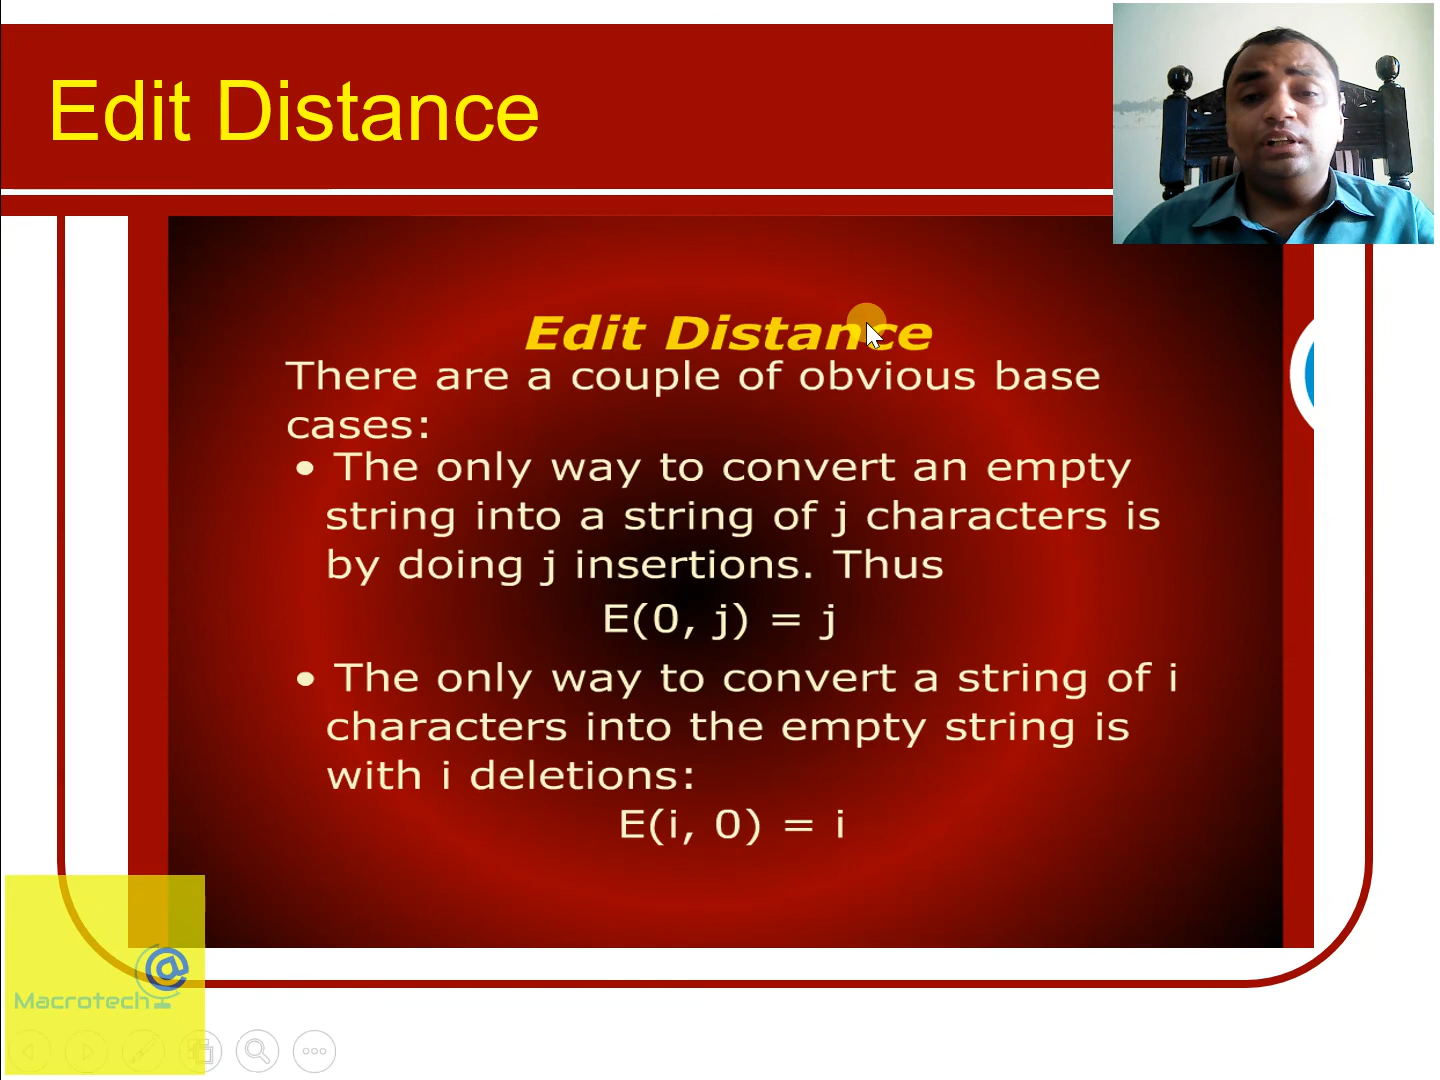 Edit Distance
Edit Distance
There are a couple of obvious base
cases:
• The only way to convert an empty
string into a string of j characters is
by doing j insertions. Thus
E(0, j) = j
• The only way to convert a string of i
characters into the empty string is
with i deletions:
E(i, 0) = i
@
Macrotech